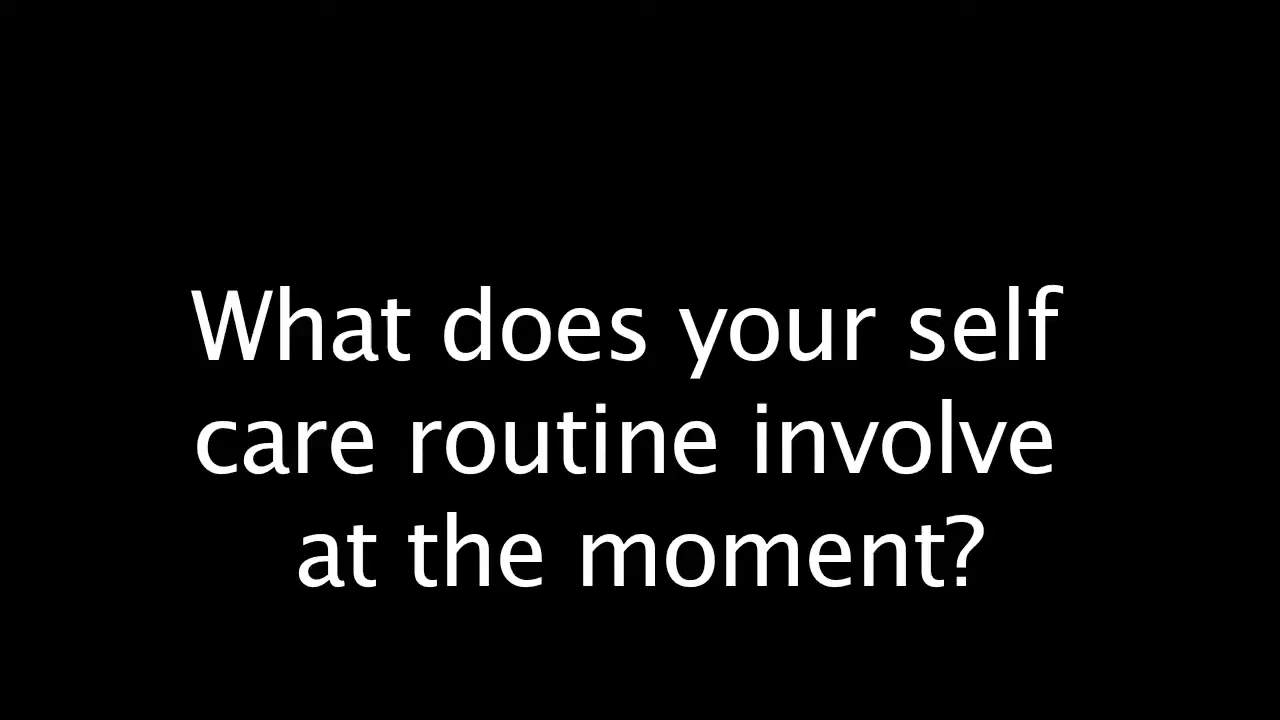 What does your self
care routine involve
at the moment?